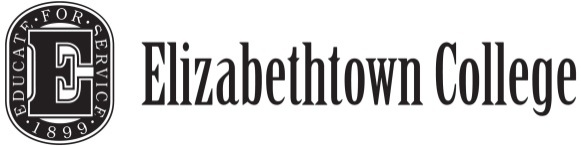 EDUCATE · FOR · SERVICE
E
· 1899 ·
Elizabethtown College